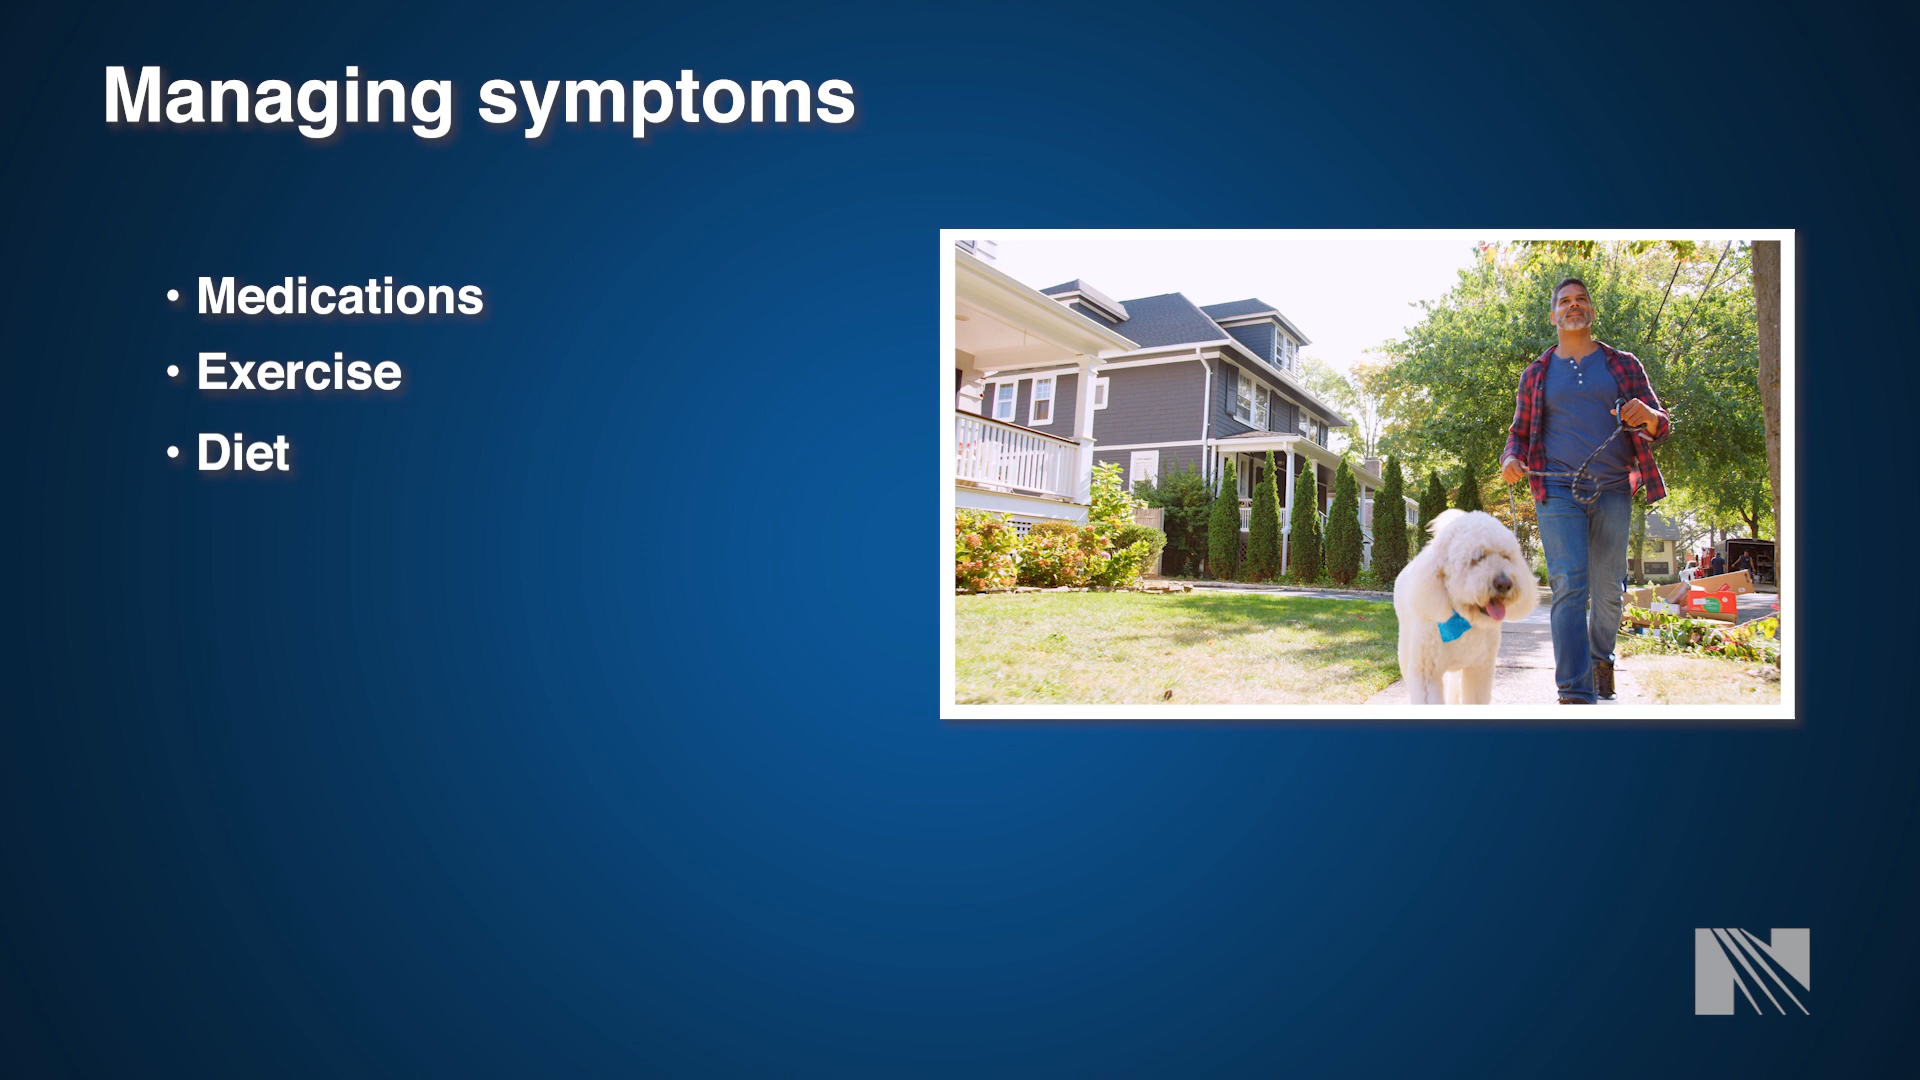 Managing symptoms
• Medications
• Exercise
• Diet